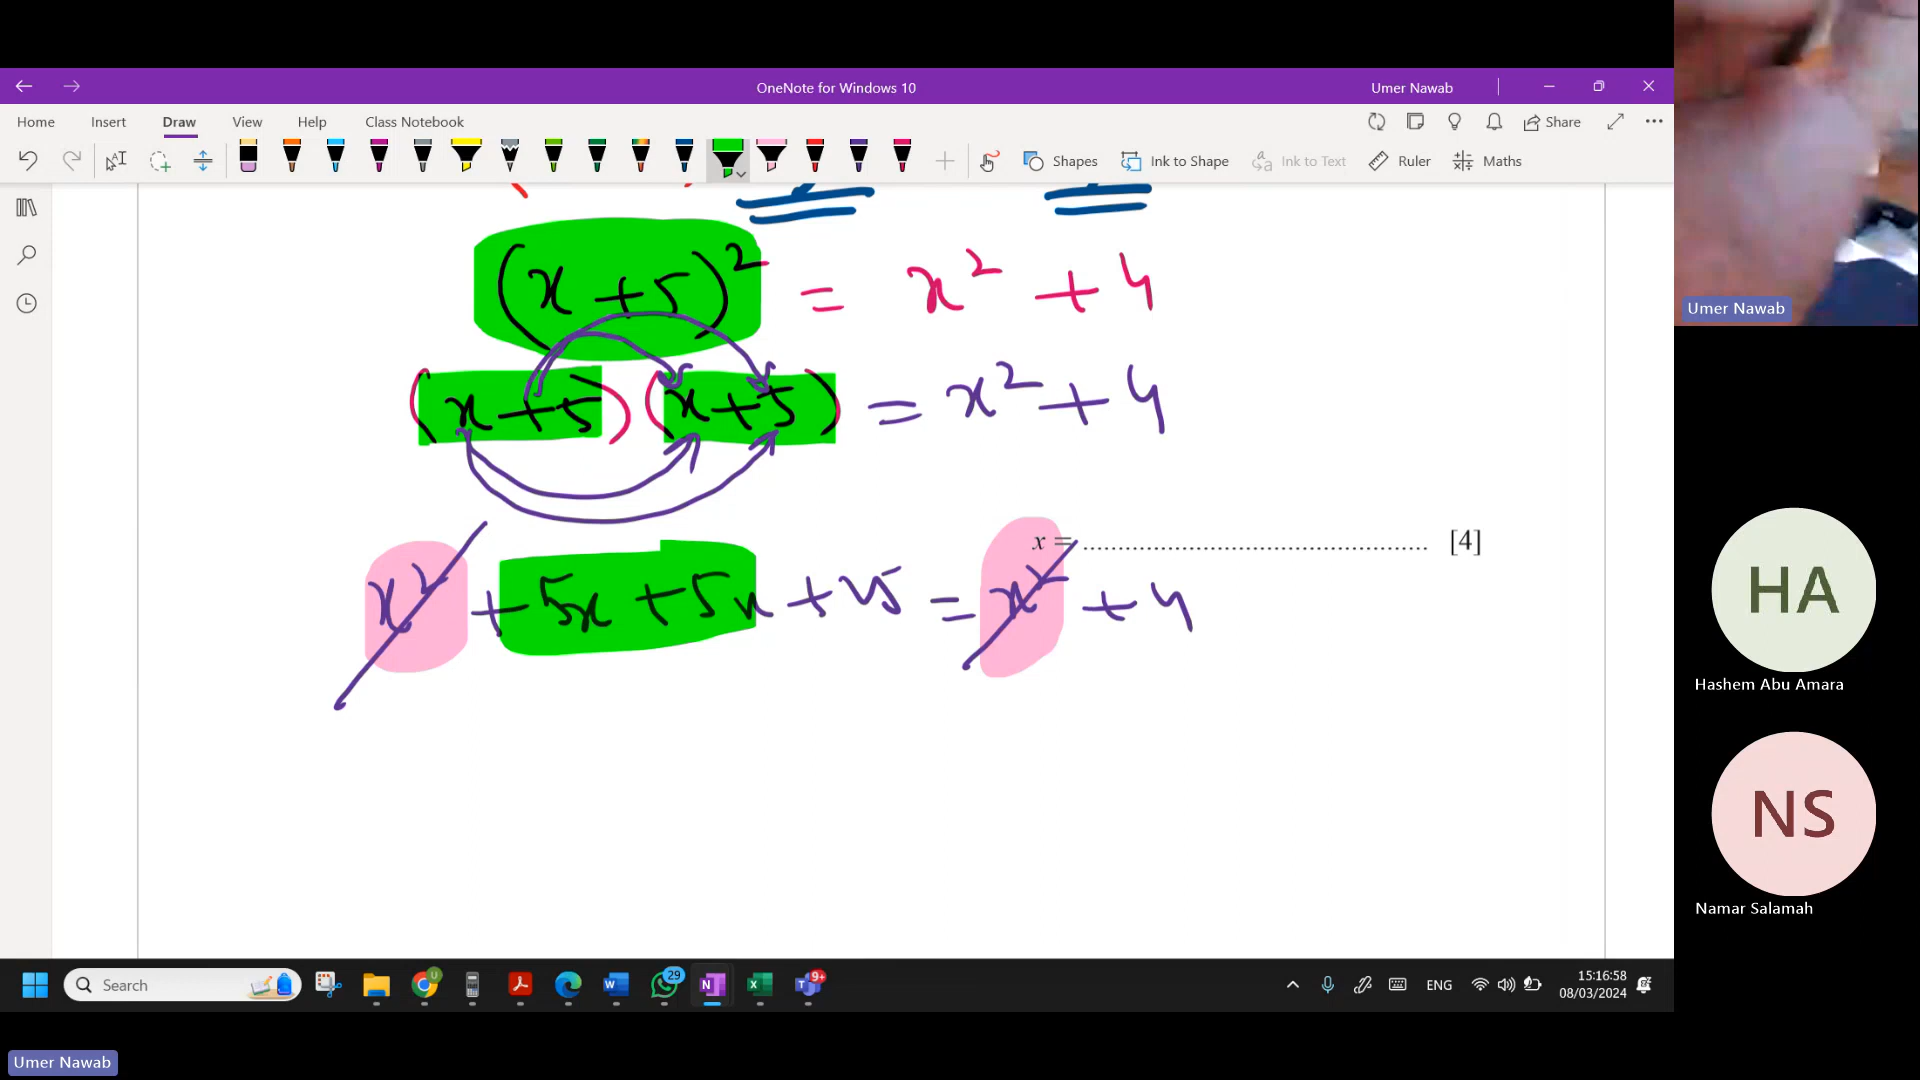 OneNote for Windows 10
Umer Nawab
Home Insert Draw View Help Class Notebook
Share
Shapes Ink to Shape Ink to Text Ruler Maths
(x + 5)² = x² + 4
(x + 5) (x + 5) = x² + 4
x = ................................................ [4]
x² + 5x + 5x + 25 = x² + 4
Umer Nawab
HA
Hashem Abu Amara
NS
Namar Salamah
Search
29
9+
ENG
15:16:58
08/03/2024
Umer Nawab